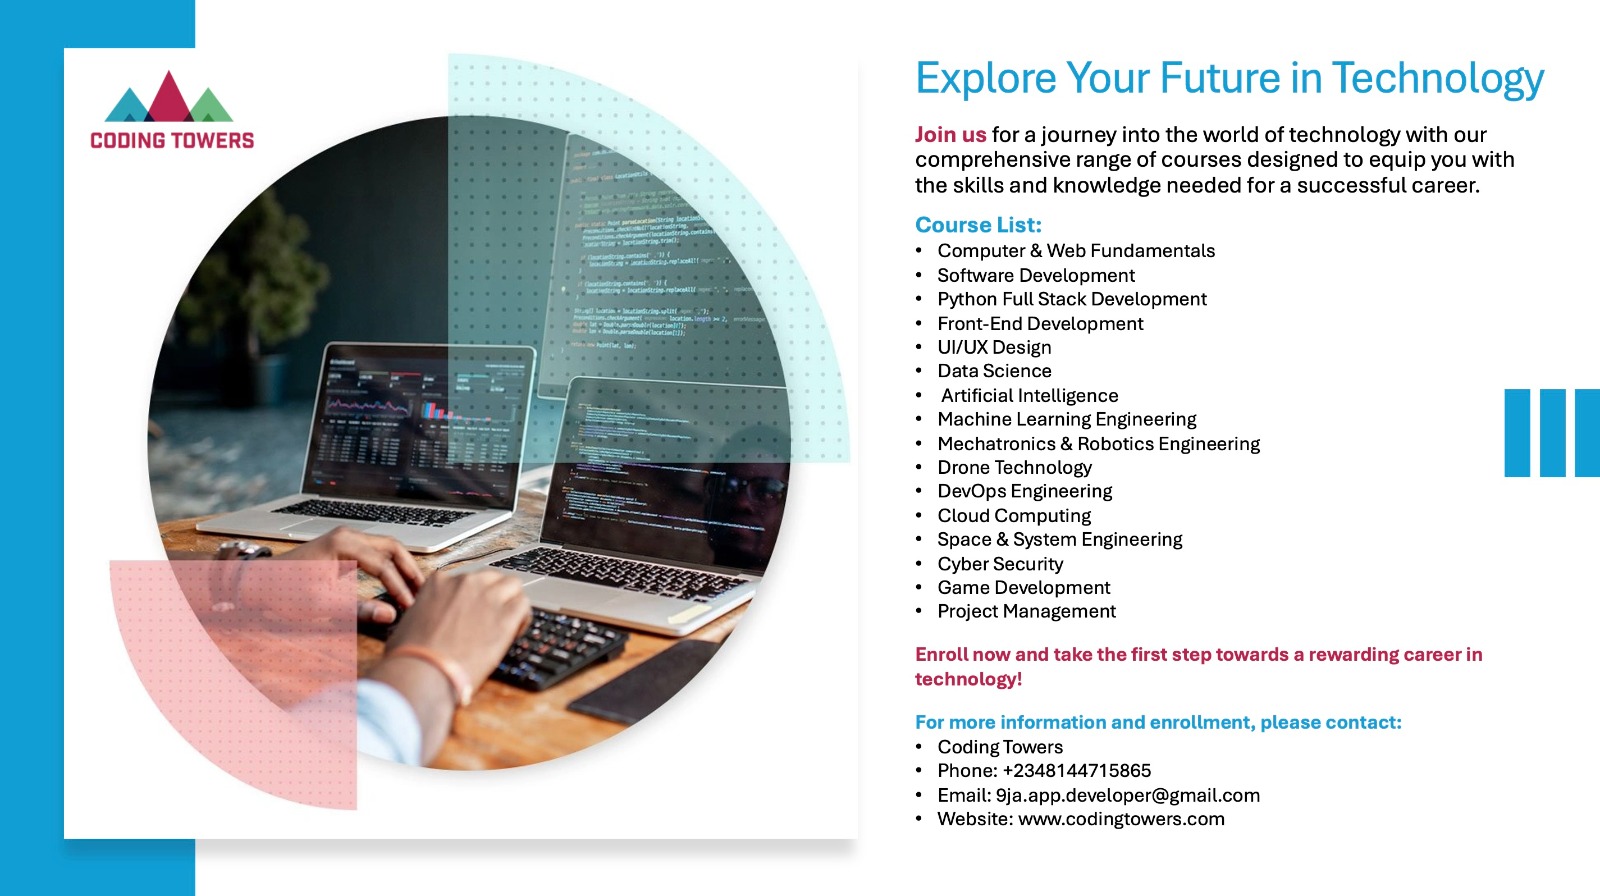 CODING TOWERS
Explore Your Future in Technology
Join us for a journey into the world of technology with our
comprehensive range of courses designed to equip you with
the skills and knowledge needed for a successful career.
Course List:
• Computer & Web Fundamentals
• Software Development
• Python Full Stack Development
• Front-End Development
• UI/UX Design
• Data Science
• Artificial Intelligence
• Machine Learning Engineering
• Mechatronics & Robotics Engineering
• Drone Technology
• DevOps Engineering
• Cloud Computing
• Space & System Engineering
• Cyber Security
• Game Development
• Project Management
Enroll now and take the first step towards a rewarding career in
technology!
For more information and enrollment, please contact:
• Coding Towers
• Phone: +2348144715865
• Email: 9ja.app.developer@gmail.com
• Website: www.codingtowers.com